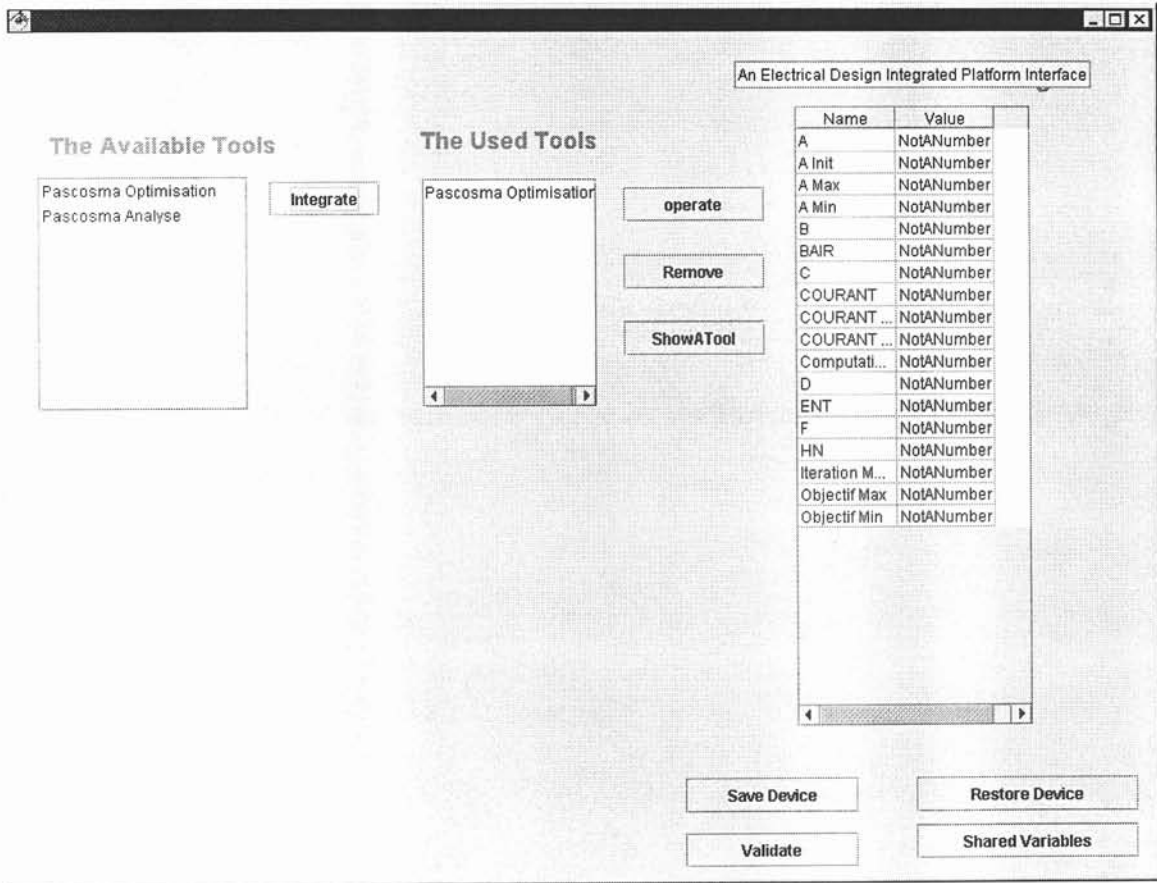 An Electrical Design Integrated Platform Interface
The Available Tools
Pascosma Optimisation
Pascosma Analyse
Integrate
The Used Tools
Pascosma Optimisation
operate
Remove
ShowATool
Name Value
A NotANumber
A Init NotANumber
A Max NotANumber
A Min NotANumber
B NotANumber
BAIR NotANumber
C NotANumber
COURANT NotANumber
COURANT ... NotANumber
COURANT ... NotANumber
Computati... NotANumber
D NotANumber
ENT NotANumber
F NotANumber
HN NotANumber
Iteration M... NotANumber
Objectif Max NotANumber
Objectif Min NotANumber
Save Device Restore Device
Validate Shared Variables